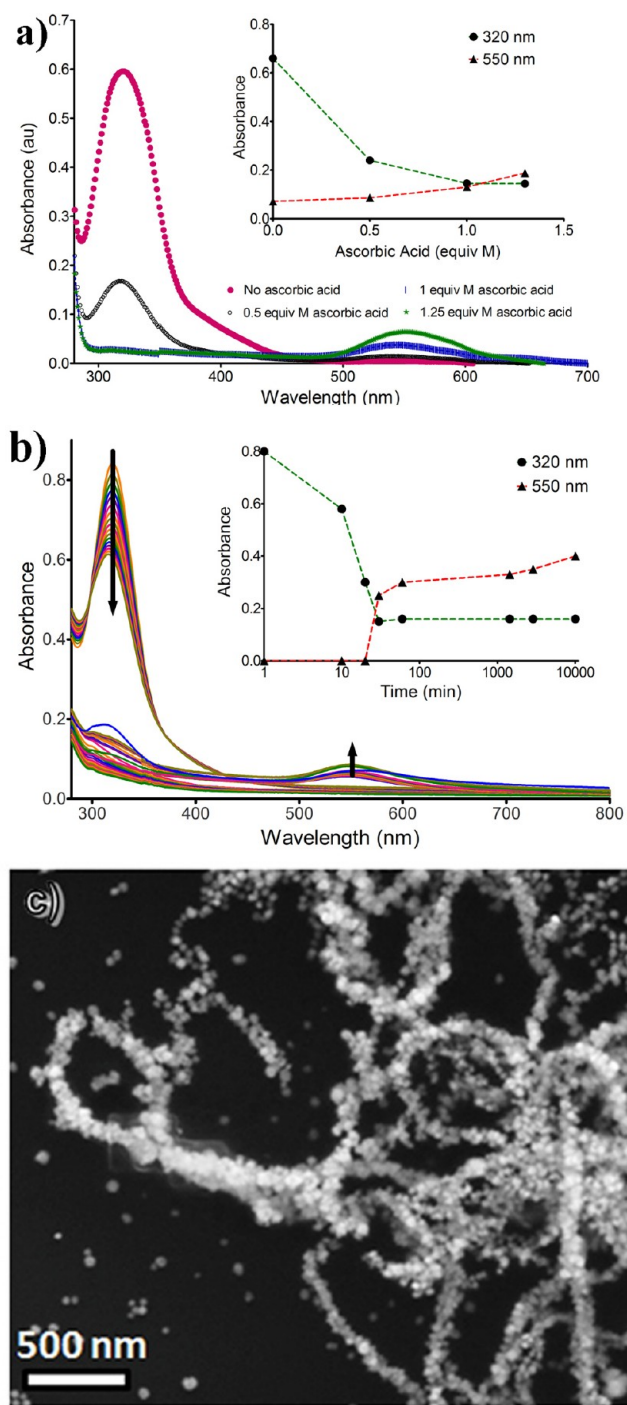 a)
0.8
0.7
0.6
0.5
0.4
0.3
0.2
0.1
0.0
Absorbance (au)
300 400 500 600 700
Wavelength (nm)
No ascorbic acid
1 equiv M ascorbic acid
0.5 equiv M ascorbic acid
1.25 equiv M ascorbic acid
320 nm
550 nm
0.8
0.6
0.4
0.2
0.0
Absorbance
0.0 0.5 1.0 1.5
Ascorbic Acid (equiv M)
b)
0.8
0.6
0.4
0.2
0.0
Absorbance
300 400 500 600 700 800
Wavelength (nm)
320 nm
550 nm
0.8
0.6
0.4
0.2
0.0
Absorbance
1 10 100 1000 10000
Time (min)
c)
500 nm